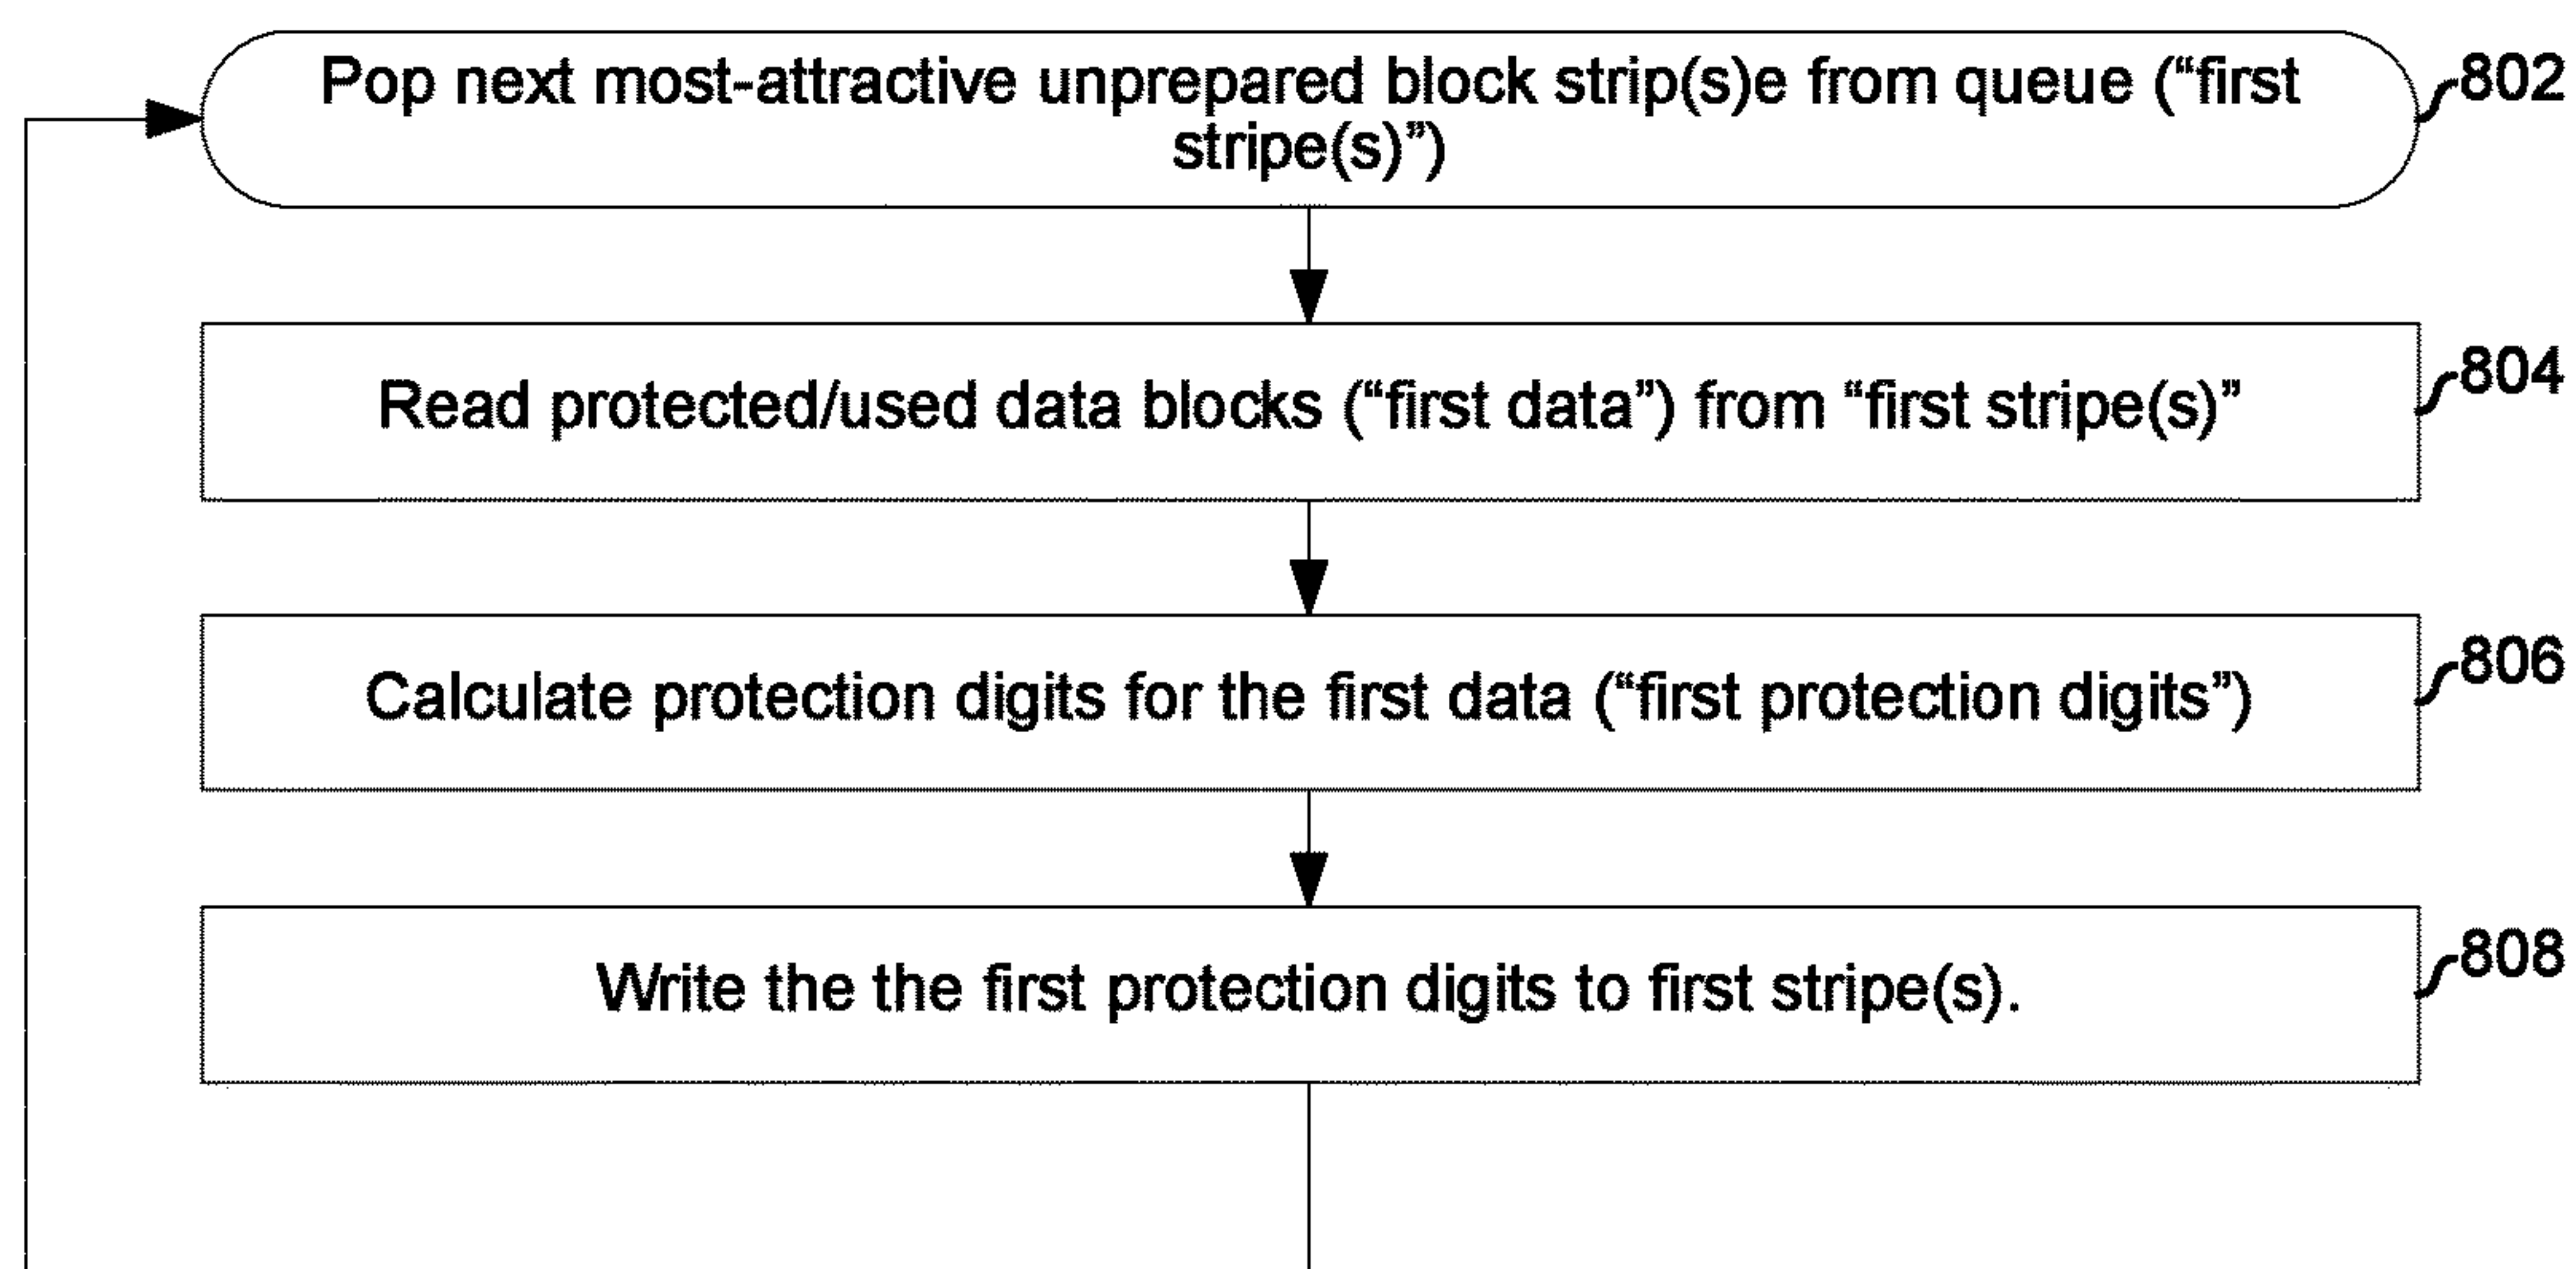 Pop next most-attractive unprepared block strip(s)e from queue (“first
stripe(s)”)
802
Read protected/used data blocks (“first data”) from “first stripe(s)”
804
Calculate protection digits for the first data (“first protection digits”)
806
Write the the first protection digits to first stripe(s).
808